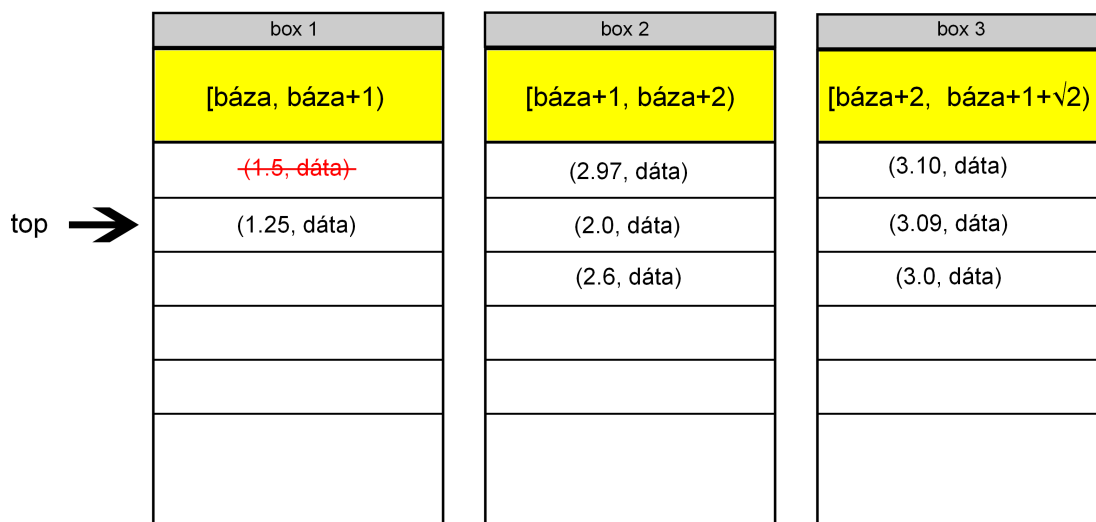 box 1
box 2
box 3
[báza, báza+1)
[báza+1, báza+2)
[báza+2, báza+1+√2)
(1.5, dáta)
(2.97, dáta)
(3.10, dáta)
top
(1.25, dáta)
(2.0, dáta)
(3.09, dáta)
(2.6, dáta)
(3.0, dáta)